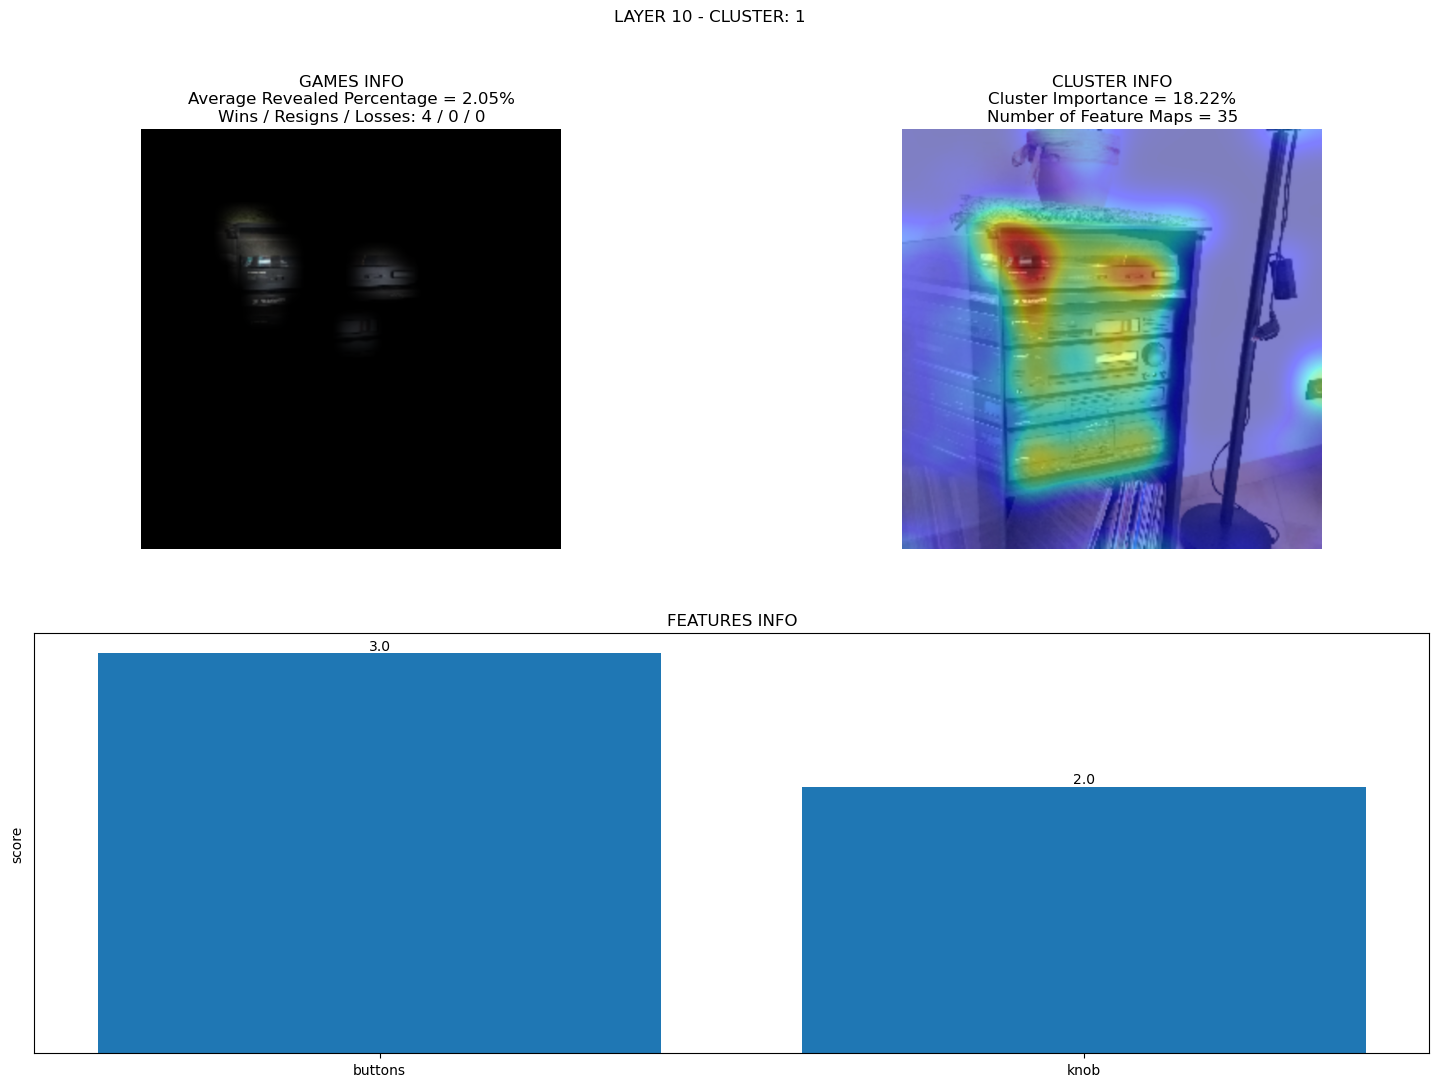 LAYER 10 - CLUSTER: 1
GAMES INFO
Average Revealed Percentage = 2.05%
Wins / Resigns / Losses: 4 / 0 / 0
CLUSTER INFO
Cluster Importance = 18.22%
Number of Feature Maps = 35
FEATURES INFO
score
3.0
2.0
buttons
knob